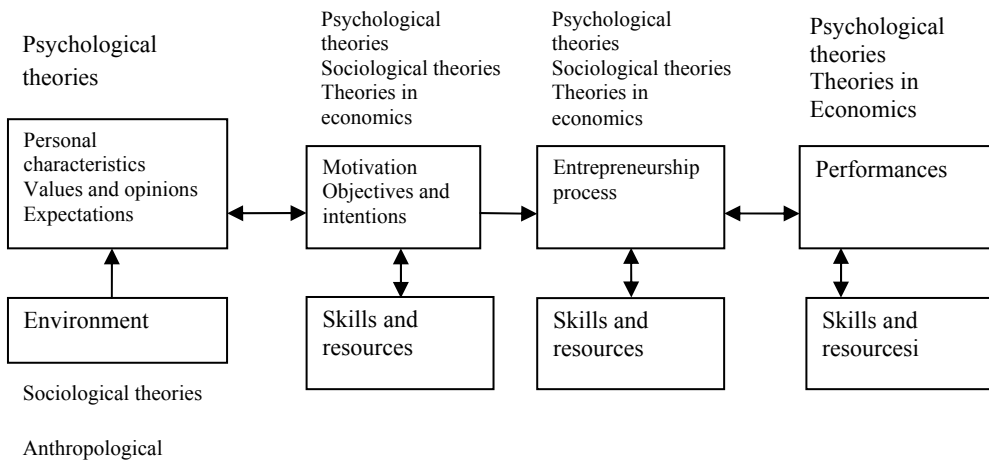 Psychological
theories
Psychological
theories
Sociological theories
Theories in
economics
Psychological
theories
Sociological theories
Theories in
economics
Psychological
theories
Theories in
Economics
Personal
characteristics
Values and opinions
Expectations
Motivation
Objectives and
intentions
Entrepreneurship
process
Performances
Environment
Skills and
resources
Skills and
resources
Skills and
resourcesi
Sociological theories
Anthropological